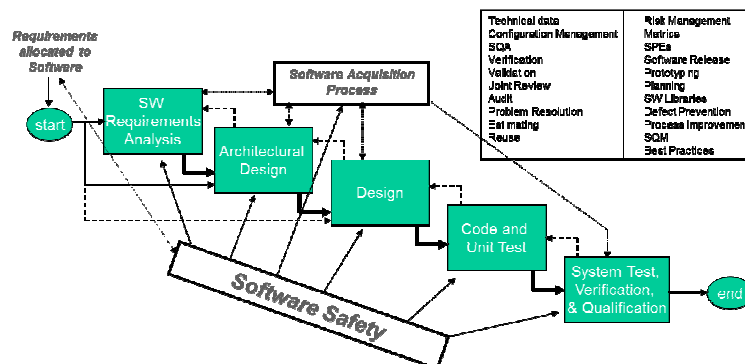 Requirements
allocated to
Software
start
SW
Requirements
Analysis
Software Acquisition
Process
Architectural
Design
Design
Code and
Unit Test
System Test,
Verification,
& Qualification
end
Software Safety
Technical data
Configuration Management
SQA
Verification
Validation
Joint Review
Audit
Problem Resolution
Estimating
Reuse
Risk Management
Metrics
SPEs
Software Release
Prototyping
Planning
SW Libraries
Defect Prevention
Process Improvement
SQM
Best Practices